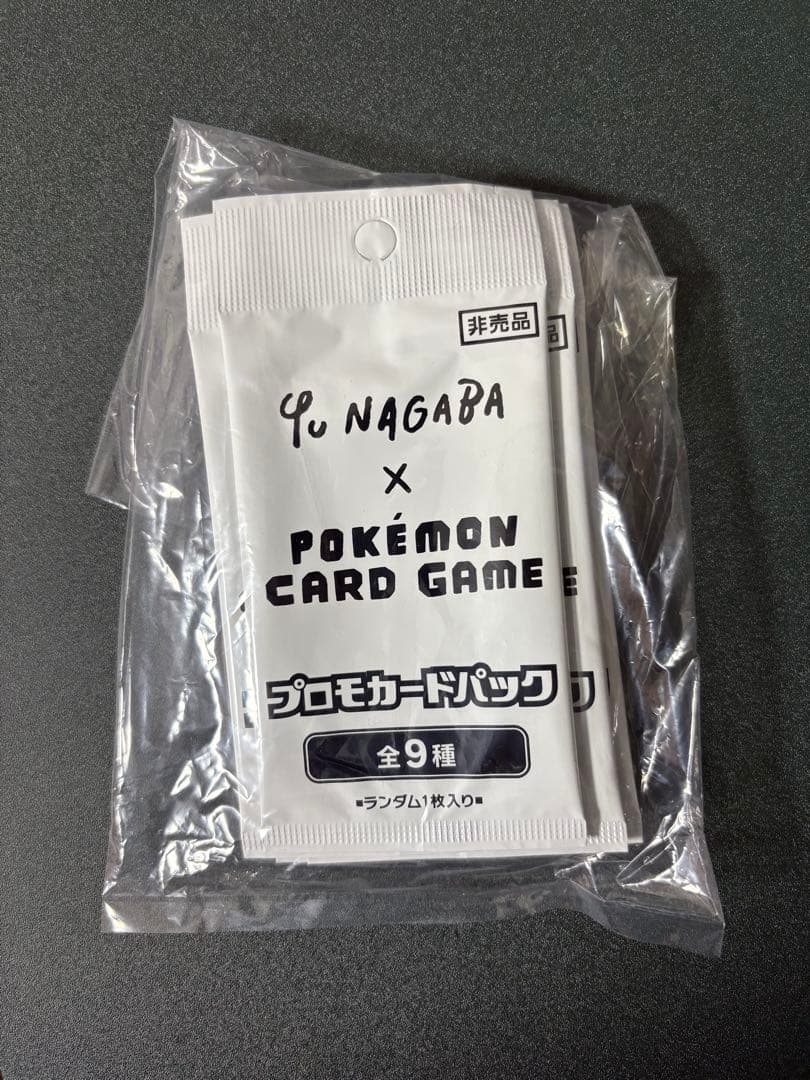 非売品
品
Yu NAGABA
×
POKÉMON
CARD GAME
E
プロモカードパック
全9種
■ランダム1枚入り■